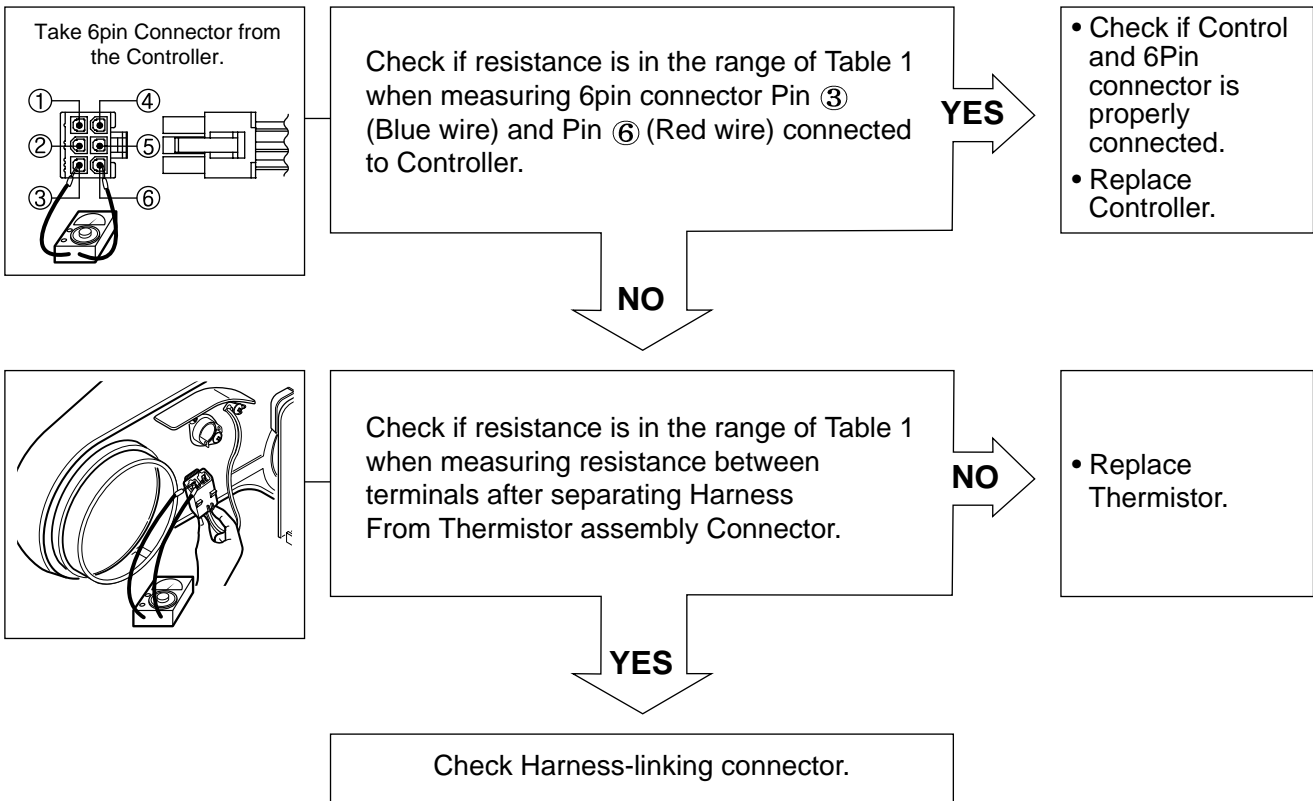 Take 6pin Connector from
the Controller.
①
④
②
⑤
③
⑥
Check if resistance is in the range of Table 1
when measuring 6pin connector Pin ③
(Blue wire) and Pin ⑥ (Red wire) connected
to Controller.
YES
• Check if Control
and 6Pin
connector is
properly
connected.
• Replace
Controller.
NO
Check if resistance is in the range of Table 1
when measuring resistance between
terminals after separating Harness
From Thermistor assembly Connector.
NO
• Replace
Thermistor.
YES
Check Harness-linking connector.